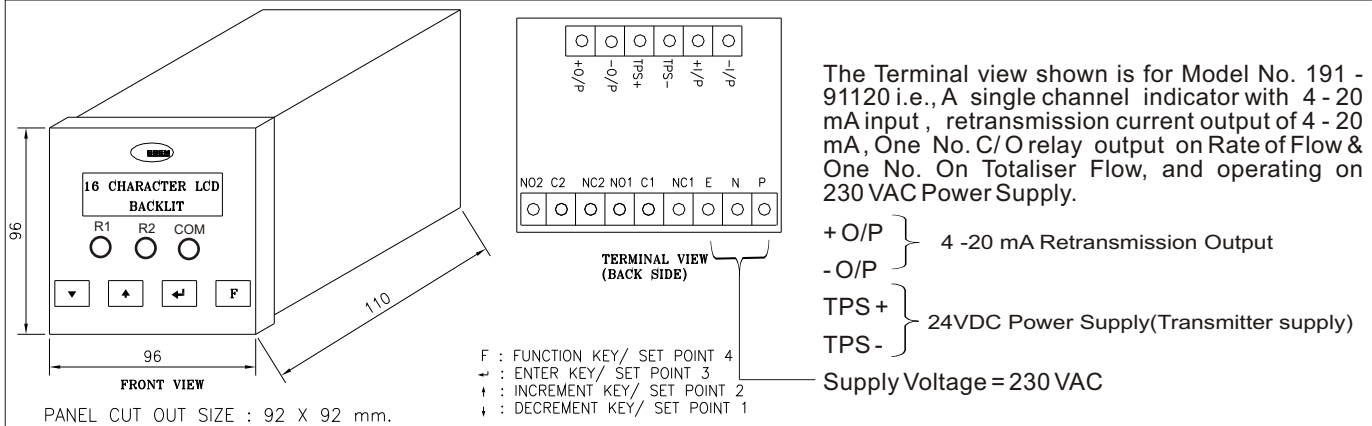 16 CHARACTER LCD
BACKLIT
R1 R2 COM
F
96
96
110
FRONT VIEW
PANEL CUT OUT SIZE : 92 X 92 mm.
+O/P -O/P TPS+ TPS- +I/P -I/P
NO2 C2 NC2 NO1 C1 NC1 E N P
TERMINAL VIEW
(BACK SIDE)
F : FUNCTION KEY/ SET POINT 4
↵ : ENTER KEY/ SET POINT 3
↑ : INCREMENT KEY/ SET POINT 2
↓ : DECREMENT KEY/ SET POINT 1
The Terminal view shown is for Model No. 191 -
91120 i.e., A single channel indicator with 4 - 20
mA input , retransmission current output of 4 - 20
mA, One No. C/O relay output on Rate of Flow &
One No. On Totaliser Flow, and operating on
230 VAC Power Supply.
+ O/P
- O/P
4 -20 mA Retransmission Output
TPS +
TPS -
24VDC Power Supply(Transmitter supply)
Supply Voltage = 230 VAC